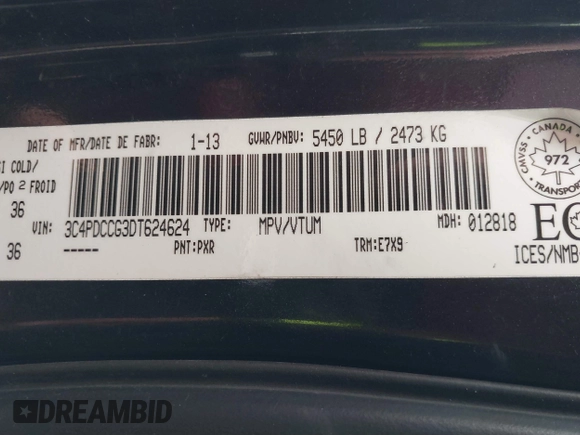 DATE OF MFR/DATE DE FABR: 1-13 GVWR/PNBV: 5450 LB / 2473 KG
COLD/
/PO 2 FROID
36
VIN: 3C4PDCCG3DT624624 TYPE: MPV/VTUM MDH: 012818
36
----- PNT:PXR TRM:E7X9 ICES/NMB-
CMVSS CANADA
972
TRANSPORT
DREAMBID